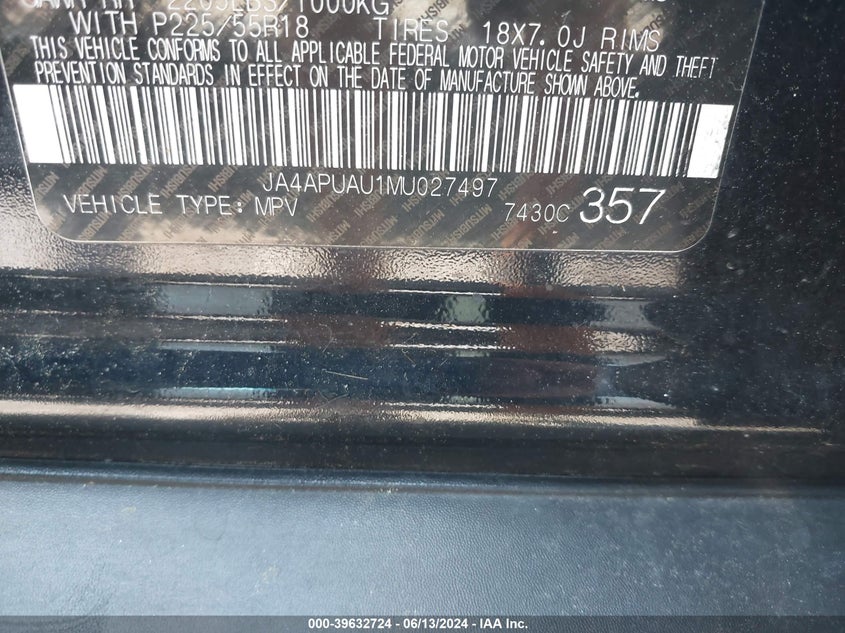 2205LBS/1000KG
WITH P225/55R18 TIRES 18X7.0J RIMS
THIS VEHICLE CONFORMS TO ALL APPLICABLE FEDERAL MOTOR VEHICLE SAFETY AND THEFT
PREVENTION STANDARDS IN EFFECT ON THE DATE OF MANUFACTURE SHOWN ABOVE.
JA4APUAU1MU027497
VEHICLE TYPE: MPV 7430C 357
000-39632724 - 06/13/2024 - IAA Inc.